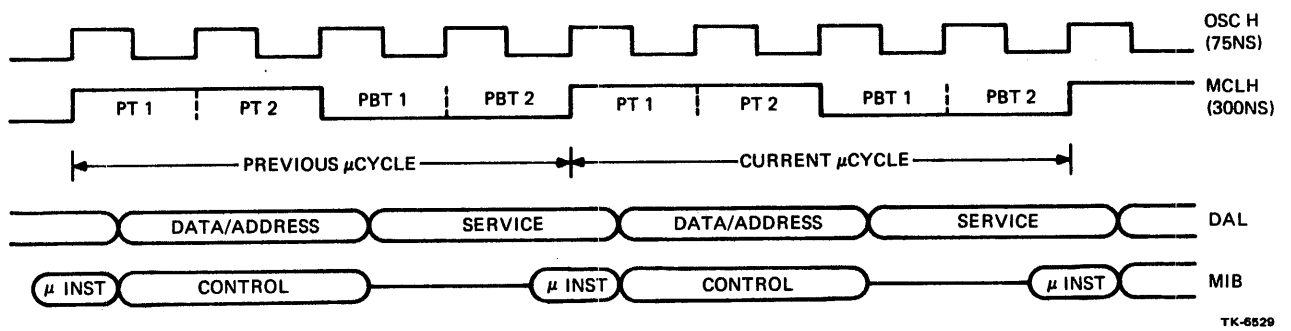 OSC H
(75NS)
PT 1 PT 2 PBT 1 PBT 2 PT 1 PT 2 PBT 1 PBT 2 MCLH
(300NS)
PREVIOUS μCYCLE CURRENT μCYCLE
DATA/ADDRESS SERVICE DATA/ADDRESS SERVICE DAL
μ INST CONTROL μ INST CONTROL μ INST MIB
TK-6529